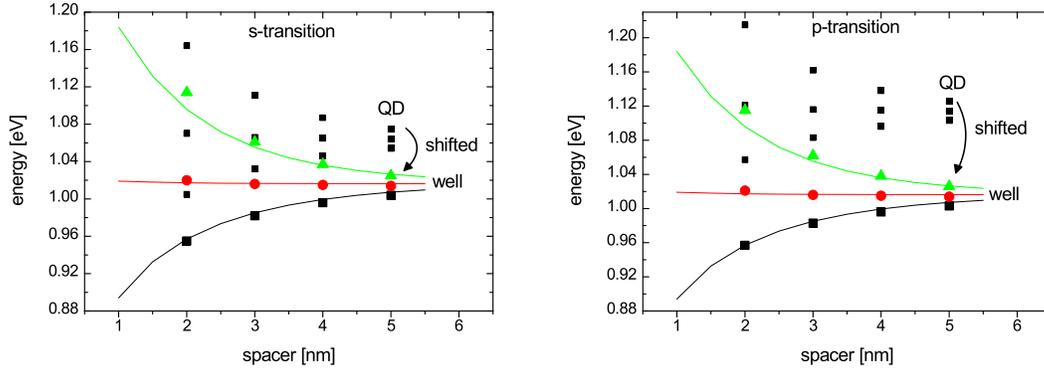 s-transition
1.20
1.16
1.12
1.08
1.04
1.00
0.96
0.92
0.88
energy [eV]
QD
shifted
well
1 2 3 4 5 6
spacer [nm]
p-transition
1.20
1.16
1.12
1.08
1.04
1.00
0.96
0.92
0.88
energy [eV]
QD
shifted
well
1 2 3 4 5 6
spacer [nm]